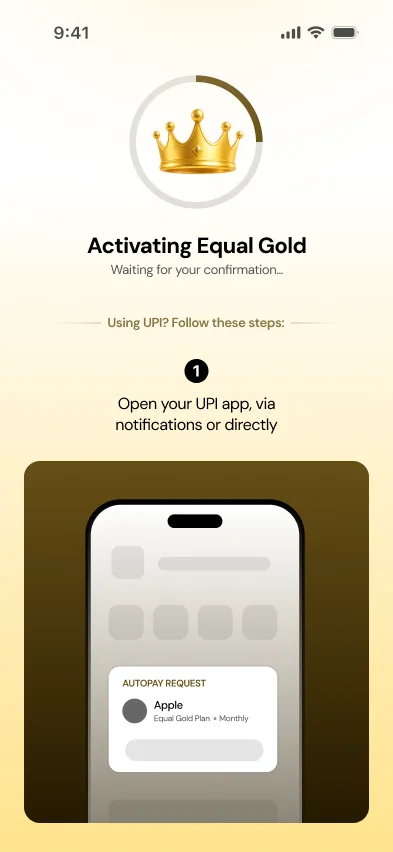 9:41
Activating Equal Gold
Waiting for your confirmation...
Using UPI? Follow these steps:
1
Open your UPI app, via
notifications or directly
AUTOPAY REQUEST
Apple
Equal Gold Plan • Monthly